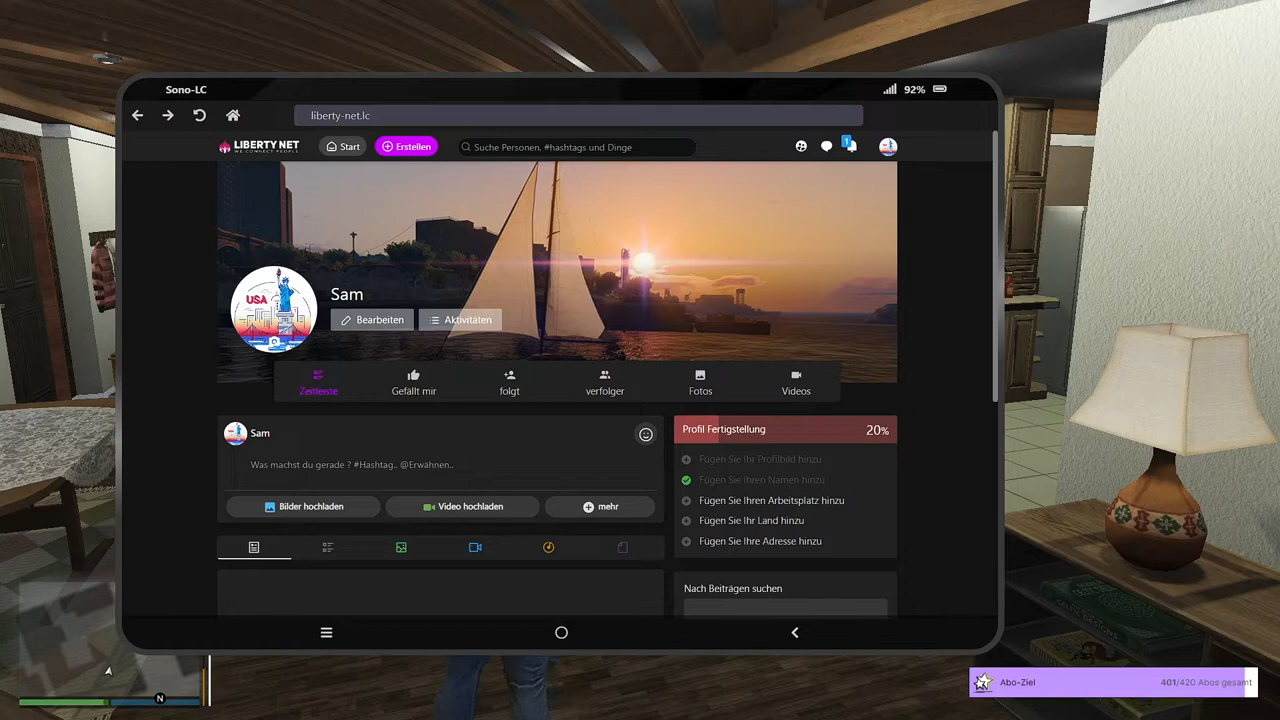 Sono-LC
92%
liberty-net.lc
LIBERTY NET
WE CONNECT PEOPLE
Start
Erstellen
Suche Personen, #hashtags und Dinge
1
USA
Sam
Bearbeiten
Aktivitäten
Zeitleiste
Gefällt mir
folgt
verfolger
Fotos
Videos
Sam
Was machst du gerade ? #Hashtag.. @Erwähnen..
Bilder hochladen
Video hochladen
mehr
Profil Fertigstellung
20%
Fügen Sie Ihr Profilbild hinzu
Fügen Sie Ihren Namen hinzu
Fügen Sie Ihren Arbeitsplatz hinzu
Fügen Sie Ihr Land hinzu
Fügen Sie Ihre Adresse hinzu
Nach Beiträgen suchen
N
Abo-Ziel
401/420 Abos gesamt